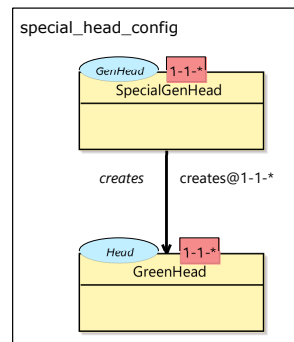 special_head_config
GenHead 1-1-*
SpecialGenHead
creates creates@1-1-*
Head 1-1-*
GreenHead